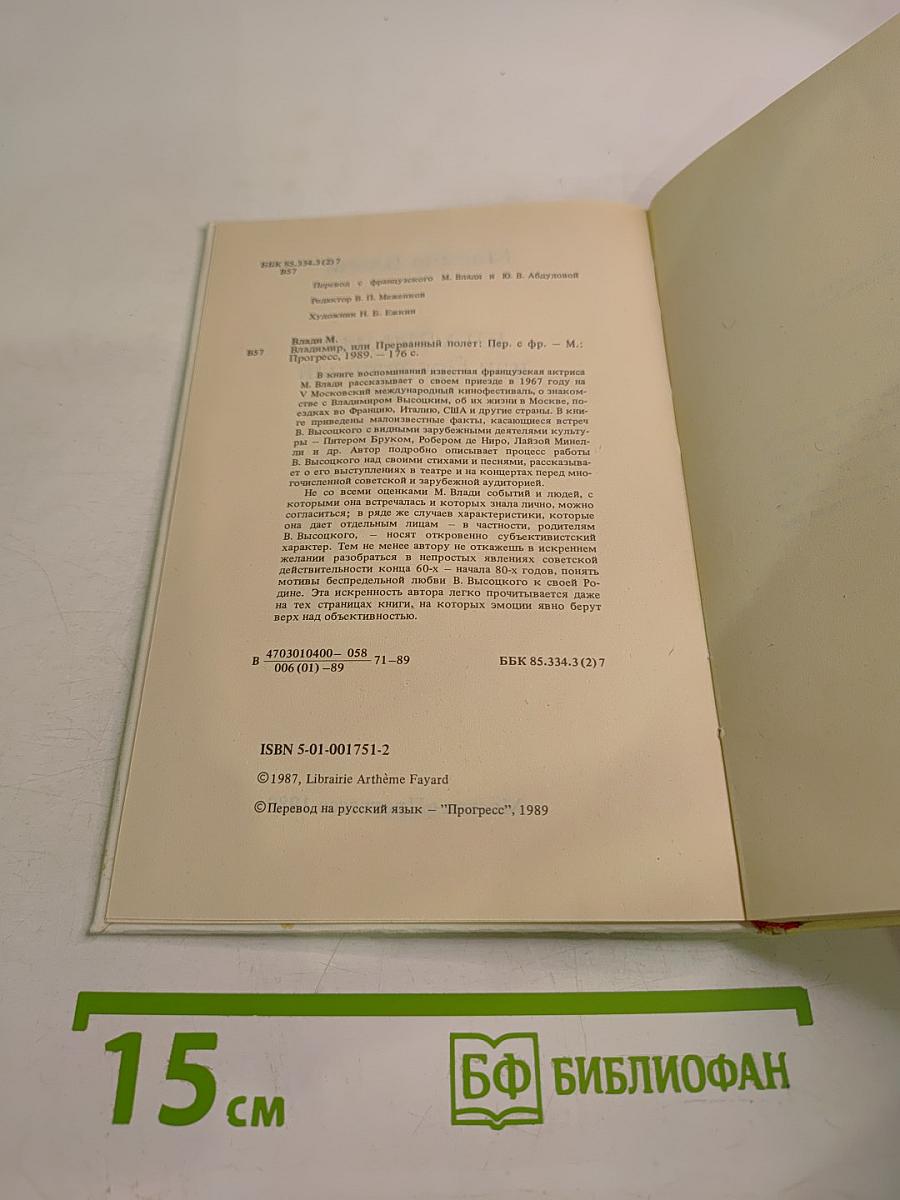 ББК 85.334.3(2)7
В57
Перевод с французского М. Влади и Ю. В. Абдуловой
Редактор В. П. Меженков
Художник Н. В. Ежкин
Влади М.
В57 Владимир, или Прерванный полет: Пер. с фр. — М.:
Прогресс, 1989. — 176 с.
В книге воспоминаний известная французская актриса
М. Влади рассказывает о своем приезде в 1967 году на
V Московский международный кинофестиваль, о знаком-
стве с Владимиром Высоцким, об их жизни в Москве, по-
ездках во Францию, Италию, США и другие страны. В кни-
ге приведены малоизвестные факты, касающиеся встреч
В. Высоцкого с видными зарубежными деятелями культу-
ры — Питером Бруком, Робером де Ниро, Лайзой Минел-
ли и др. Автор подробно описывает процесс работы
В. Высоцкого над своими стихами и песнями, рассказыва-
ет о его выступлениях в театре и на концертах перед мно-
гочисленной советской и зарубежной аудиторией.
Не со всеми оценками М. Влади событий и людей, с
которыми она встречалась и которых знала лично, можно
согласиться; в ряде же случаев характеристики, которые
она дает отдельным лицам — в частности, родителям
В. Высоцкого, — носят откровенно субъективистский
характер. Тем не менее автору не откажешь в искреннем
желании разобраться в непростых явлениях советской
действительности конца 60-х — начала 80-х годов, понять
мотивы беспредельной любви В. Высоцкого к своей Ро-
дине. Эта искренность автора легко прочитывается даже
на тех страницах книги, на которых эмоции явно берут
верх над объективностью.
В 4703010400— 058 71—89 ББК 85.334.3(2)7
006(01)—89
ISBN 5-01-001751-2
©1987, Librairie Arthème Fayard
©Перевод на русский язык — "Прогресс", 1989
15 см
БФ БИБЛИОФАН